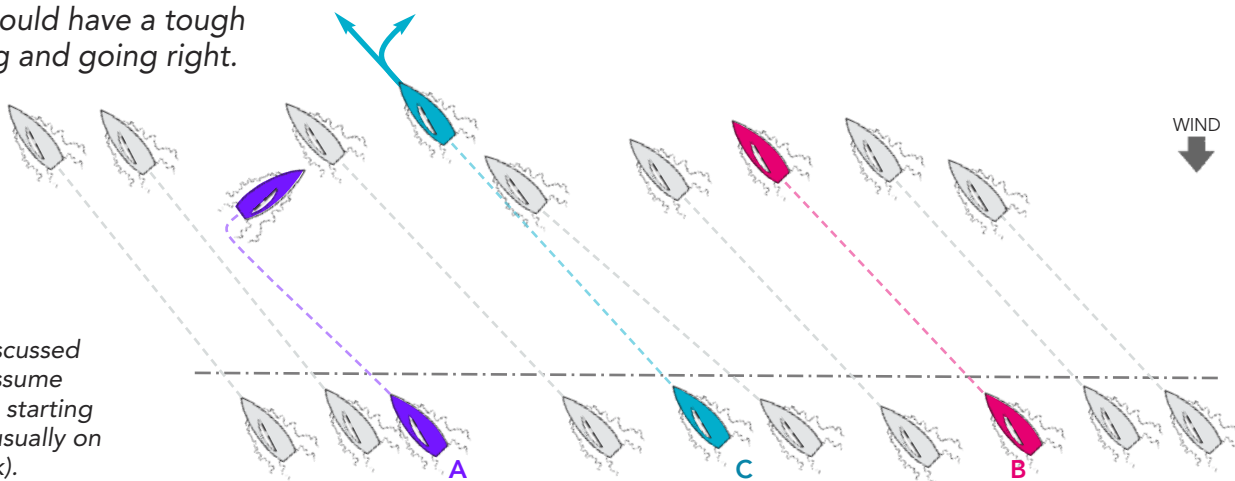 ould have a tough
g and going right.
WIND
scussed
ssume
starting
usually on
k).
A
C
B